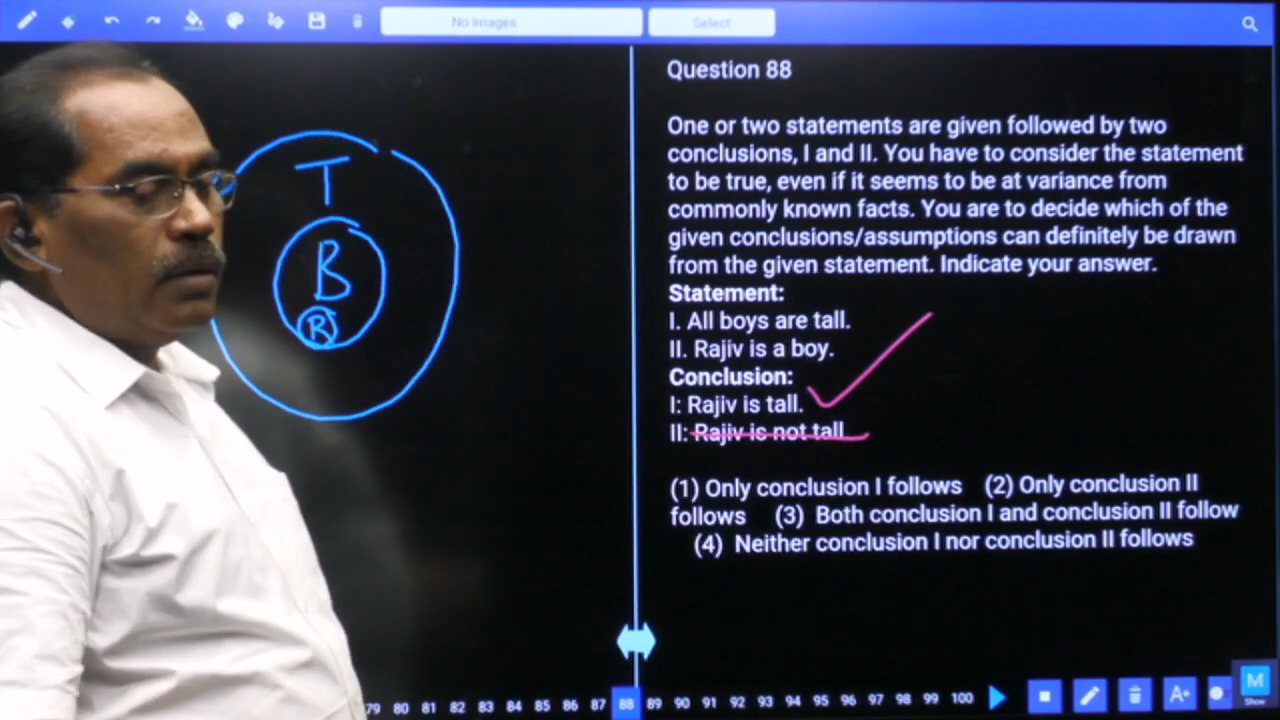 No Images
Select
Question 88
One or two statements are given followed by two
conclusions, I and II. You have to consider the statement
to be true, even if it seems to be at variance from
commonly known facts. You are to decide which of the
given conclusions/assumptions can definitely be drawn
from the given statement. Indicate your answer.
Statement:
I. All boys are tall.
II. Rajiv is a boy.
Conclusion:
I: Rajiv is tall.
II: Rajiv is not tall
(1) Only conclusion I follows (2) Only conclusion II
follows (3) Both conclusion I and conclusion II follow
(4) Neither conclusion I nor conclusion II follows
T
B
R
79 80 81 82 83 84 85 86 87 88 89 90 91 92 93 94 95 96 97 98 99 100
A+
M
Show